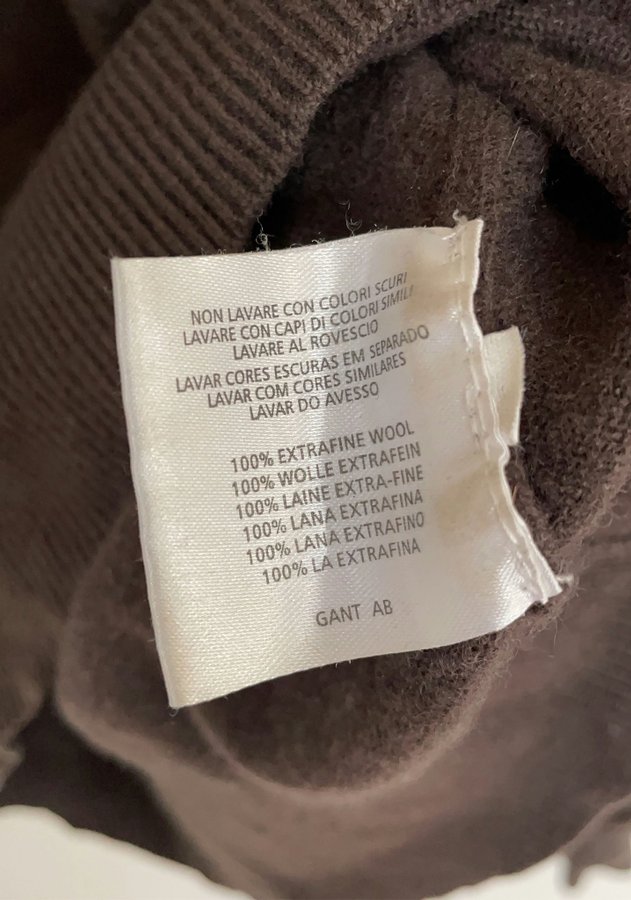 NON LAVARE CON COLORI SCURI
LAVARE CON CAPI DI COLORI SIMILI
LAVARE AL ROVESCIO
LAVAR CORES ESCURAS EM SEPARADO
LAVAR COM CORES SIMILARES
LAVAR DO AVESSO
100% EXTRAFINE WOOL
100% WOLLE EXTRAFEIN
100% LAINE EXTRA-FINE
100% LANA EXTRAFINA
100% LANA EXTRAFINO
100% LA EXTRAFINA
GANT AB